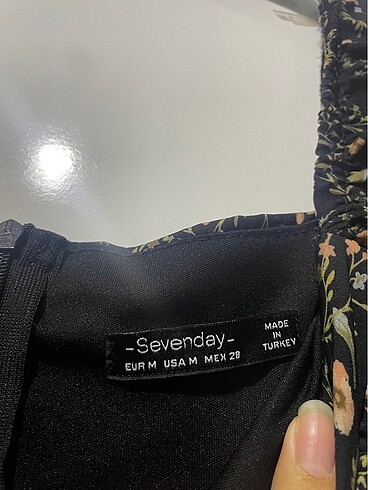 -Sevenday-
EUR M USA M MEX 28
MADE
IN
TURKEY